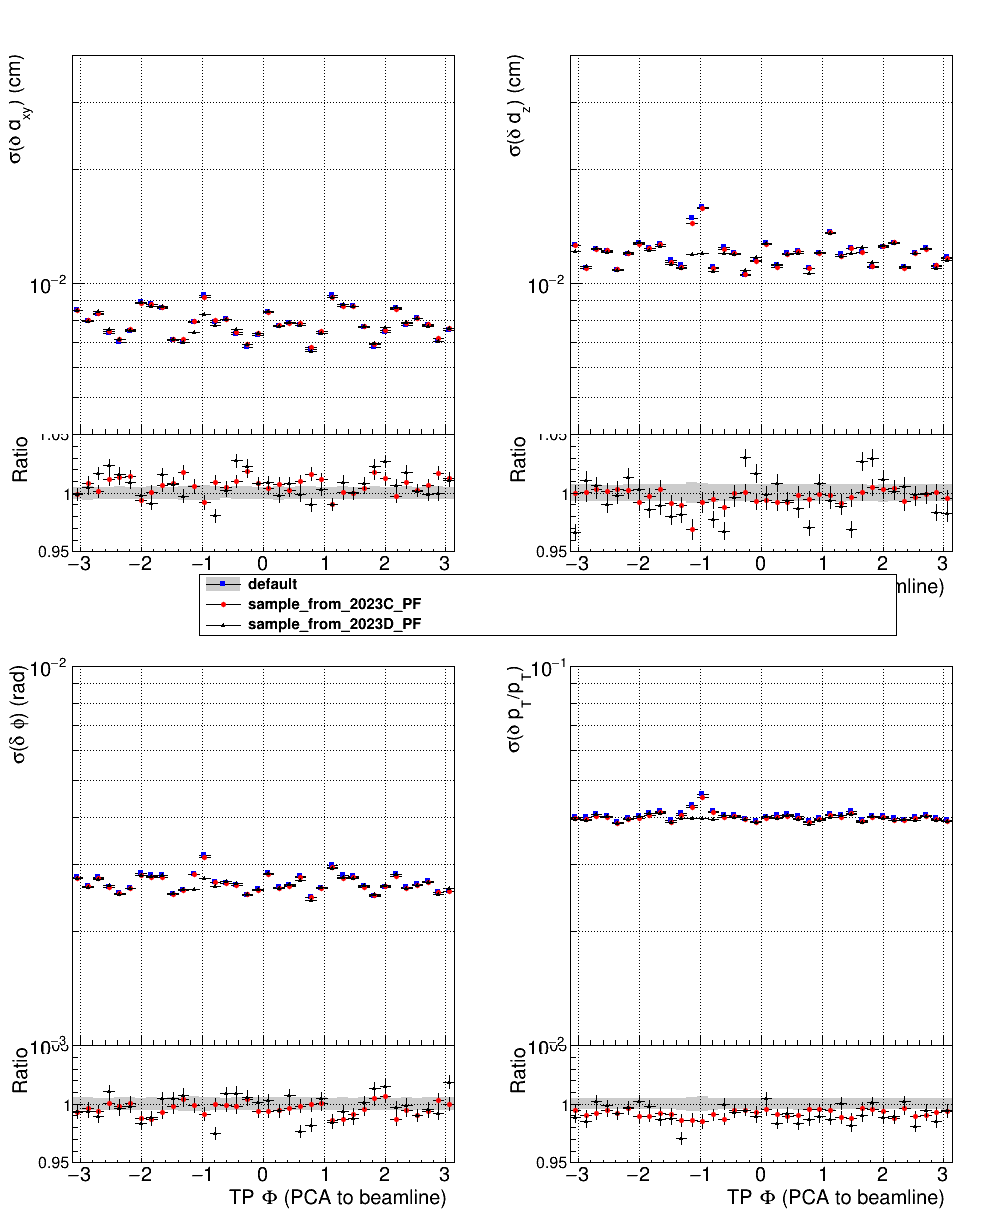 σ(δ d_xy) (cm)
10⁻²
Ratio
1.05
1
0.95
−3 −2 −1 0 1 2 3
σ(δ d_z) (cm)
10⁻²
Ratio
1.05
1
0.95
−3 −2 −1 0 1 2 3
mline)
default
sample_from_2023C_PF
sample_from_2023D_PF
σ(δ φ) (rad)
10⁻²
10⁻³
Ratio
1
0.95
−3 −2 −1 0 1 2 3
TP Φ (PCA to beamline)
σ(δ p_T/p_T)
10⁻¹
10⁻²
Ratio
1
0.95
−3 −2 −1 0 1 2 3
TP Φ (PCA to beamline)